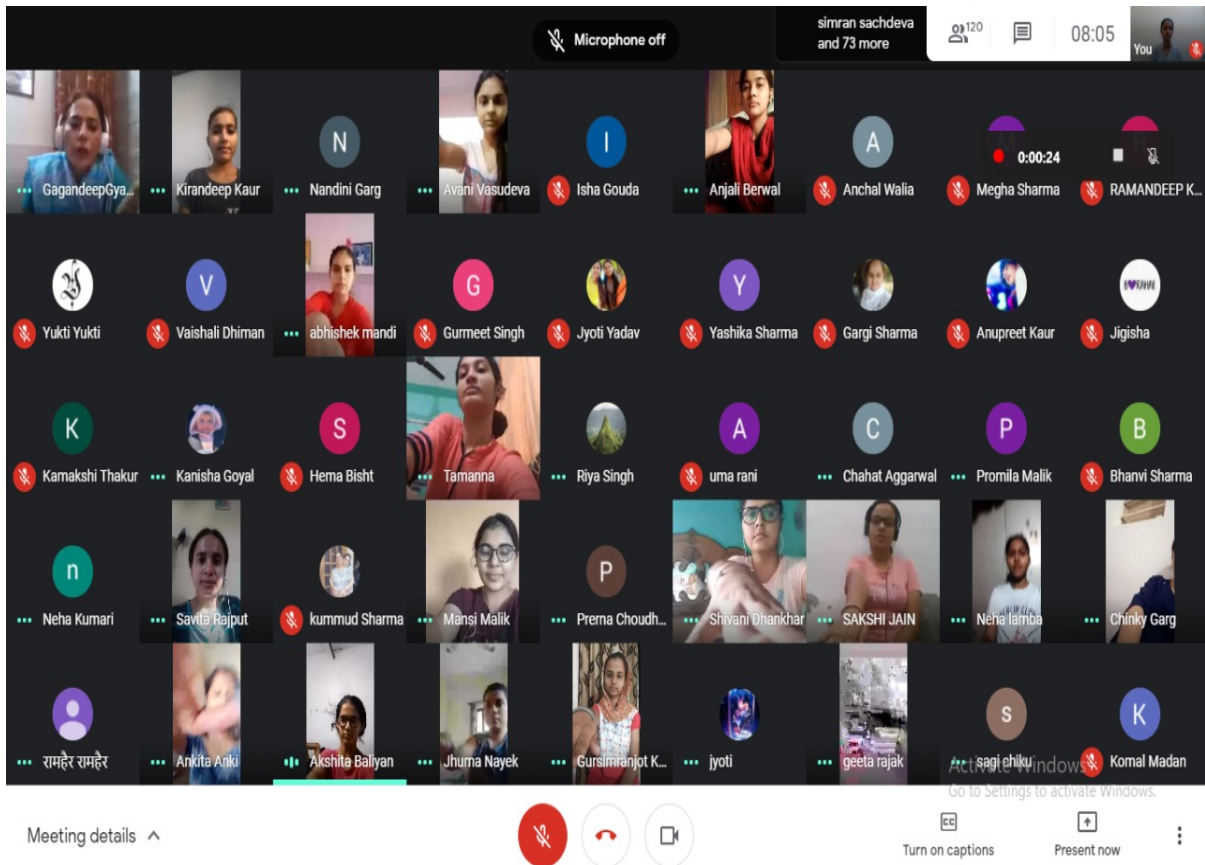 Microphone off
simran sachdeva
and 73 more
120
08:05
You
GagandeepGya...
Kirandeep Kaur
N
Nandini Garg
Avani Vasudeva
I
Isha Gouda
Anjali Berwal
A
Anchal Walia
M
Megha Sharma
0:00:24
RAMANDEEP K...
Yukti Yukti
V
Vaishali Dhiman
abhishek mandi
G
Gurmeet Singh
Jyoti Yadav
Y
Yashika Sharma
Gargi Sharma
Anupreet Kaur
Jigisha
K
Kamakshi Thakur
Kanisha Goyal
S
Hema Bisht
Tamanna
Riya Singh
A
uma rani
C
Chahat Aggarwal
P
Promila Malik
B
Bhanvi Sharma
n
Neha Kumari
Savita Rajput
kummud Sharma
Mansi Malik
P
Prerna Choudh...
Shivani Dhankhar
SAKSHI JAIN
Neha lamba
Chinky Garg
रामहैर रामहैर
Ankita Anki
Akshita Baliyan
Jhuma Nayek
Gursimranjot K...
jyoti
geeta rajak
s
sagi chiku
K
Komal Madan
Activate Windows
Go to Settings to activate Windows.
Meeting details
CC
Turn on captions
Present now